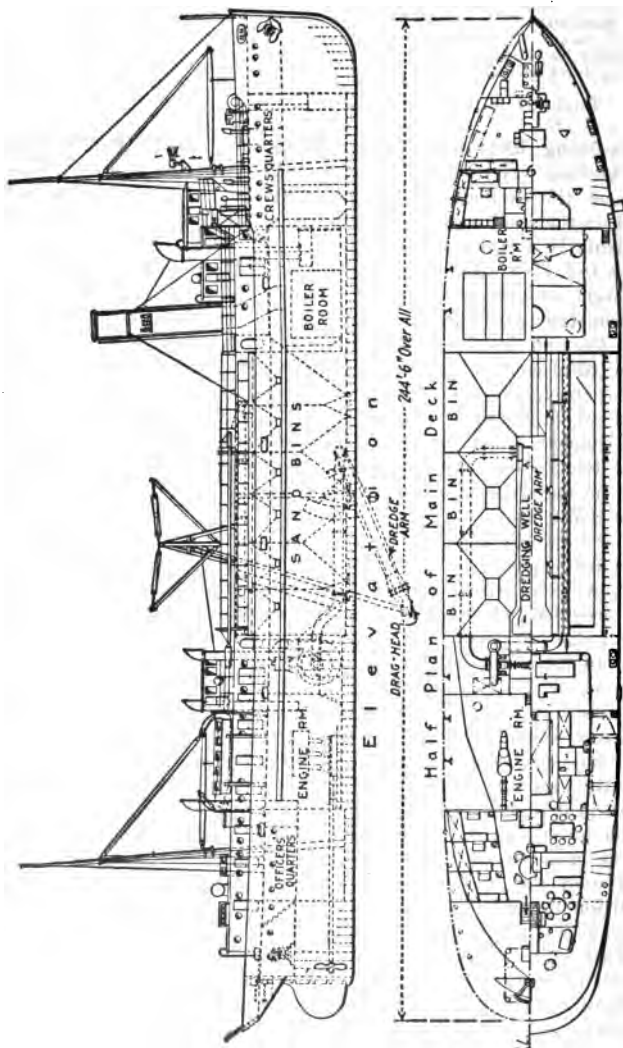 CREWS QUARTERS
BOILER
ROOM
SAND BINS
ENGINE RM
OFFICERS
QUARTERS
Elevation
DREDGE
ARM
DRAG-HEAD
244'-6" Over All
Half Plan of Main Deck
BOILER
RM
BIN
BIN
BIN
DREDGING WELL
DREDGE ARM
ENGINE RM